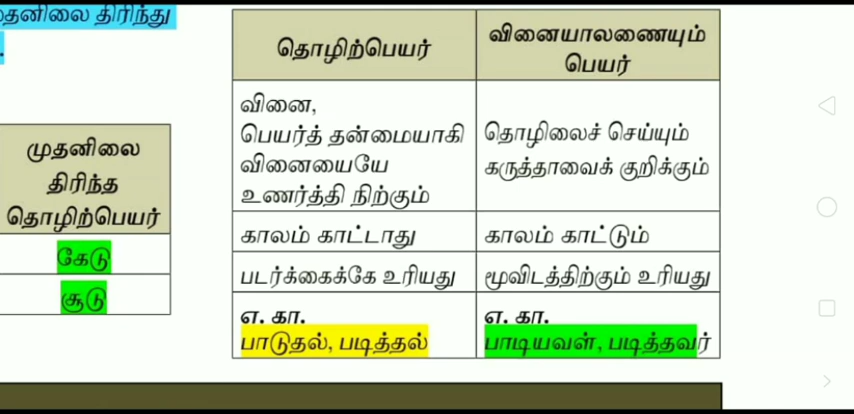 தனிலை திரிந்து
.
முதனிலை
திரிந்த
தொழிற்பெயர்
கேடு
சூடு
தொழிற்பெயர்
வினையாலணையும்
பெயர்
வினை,
பெயர்த் தன்மையாகி
வினையையே
உணர்த்தி நிற்கும்
தொழிலைச் செய்யும்
கருத்தாவைக் குறிக்கும்
காலம் காட்டாது
காலம் காட்டும்
படர்க்கைக்கே உரியது
மூவிடத்திற்கும் உரியது
எ. கா.
பாடுதல், படித்தல்
எ. கா.
பாடியவள், படித்தவர்